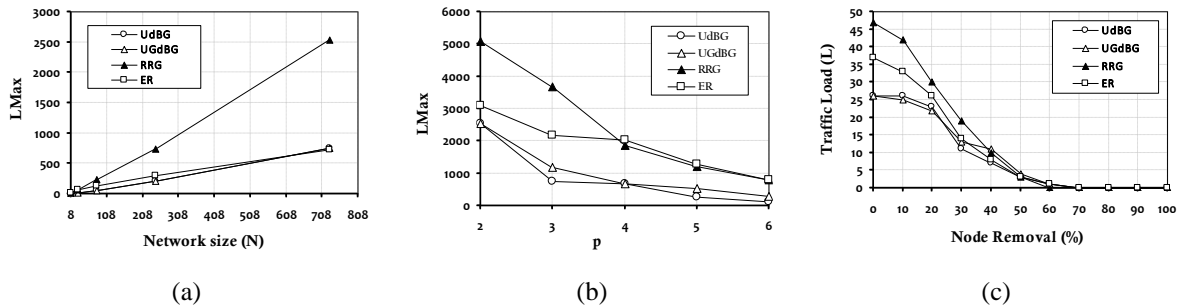 3000
2500
2000
1500
1000
500
0
LMax
UdBG
UGdBG
RRG
ER
8 108 208 308 408 508 608 708 808
Network size (N)
(a)
6000
5000
4000
3000
2000
1000
0
LMax
UdBG
UGdBG
RRG
ER
2 3 4 5 6
p
(b)
50
45
40
35
30
25
20
15
10
5
0
Traffic Load (L)
UdBG
UGdBG
RRG
ER
0 10 20 30 40 50 60 70 80 90 100
Node Removal (%)
(c)